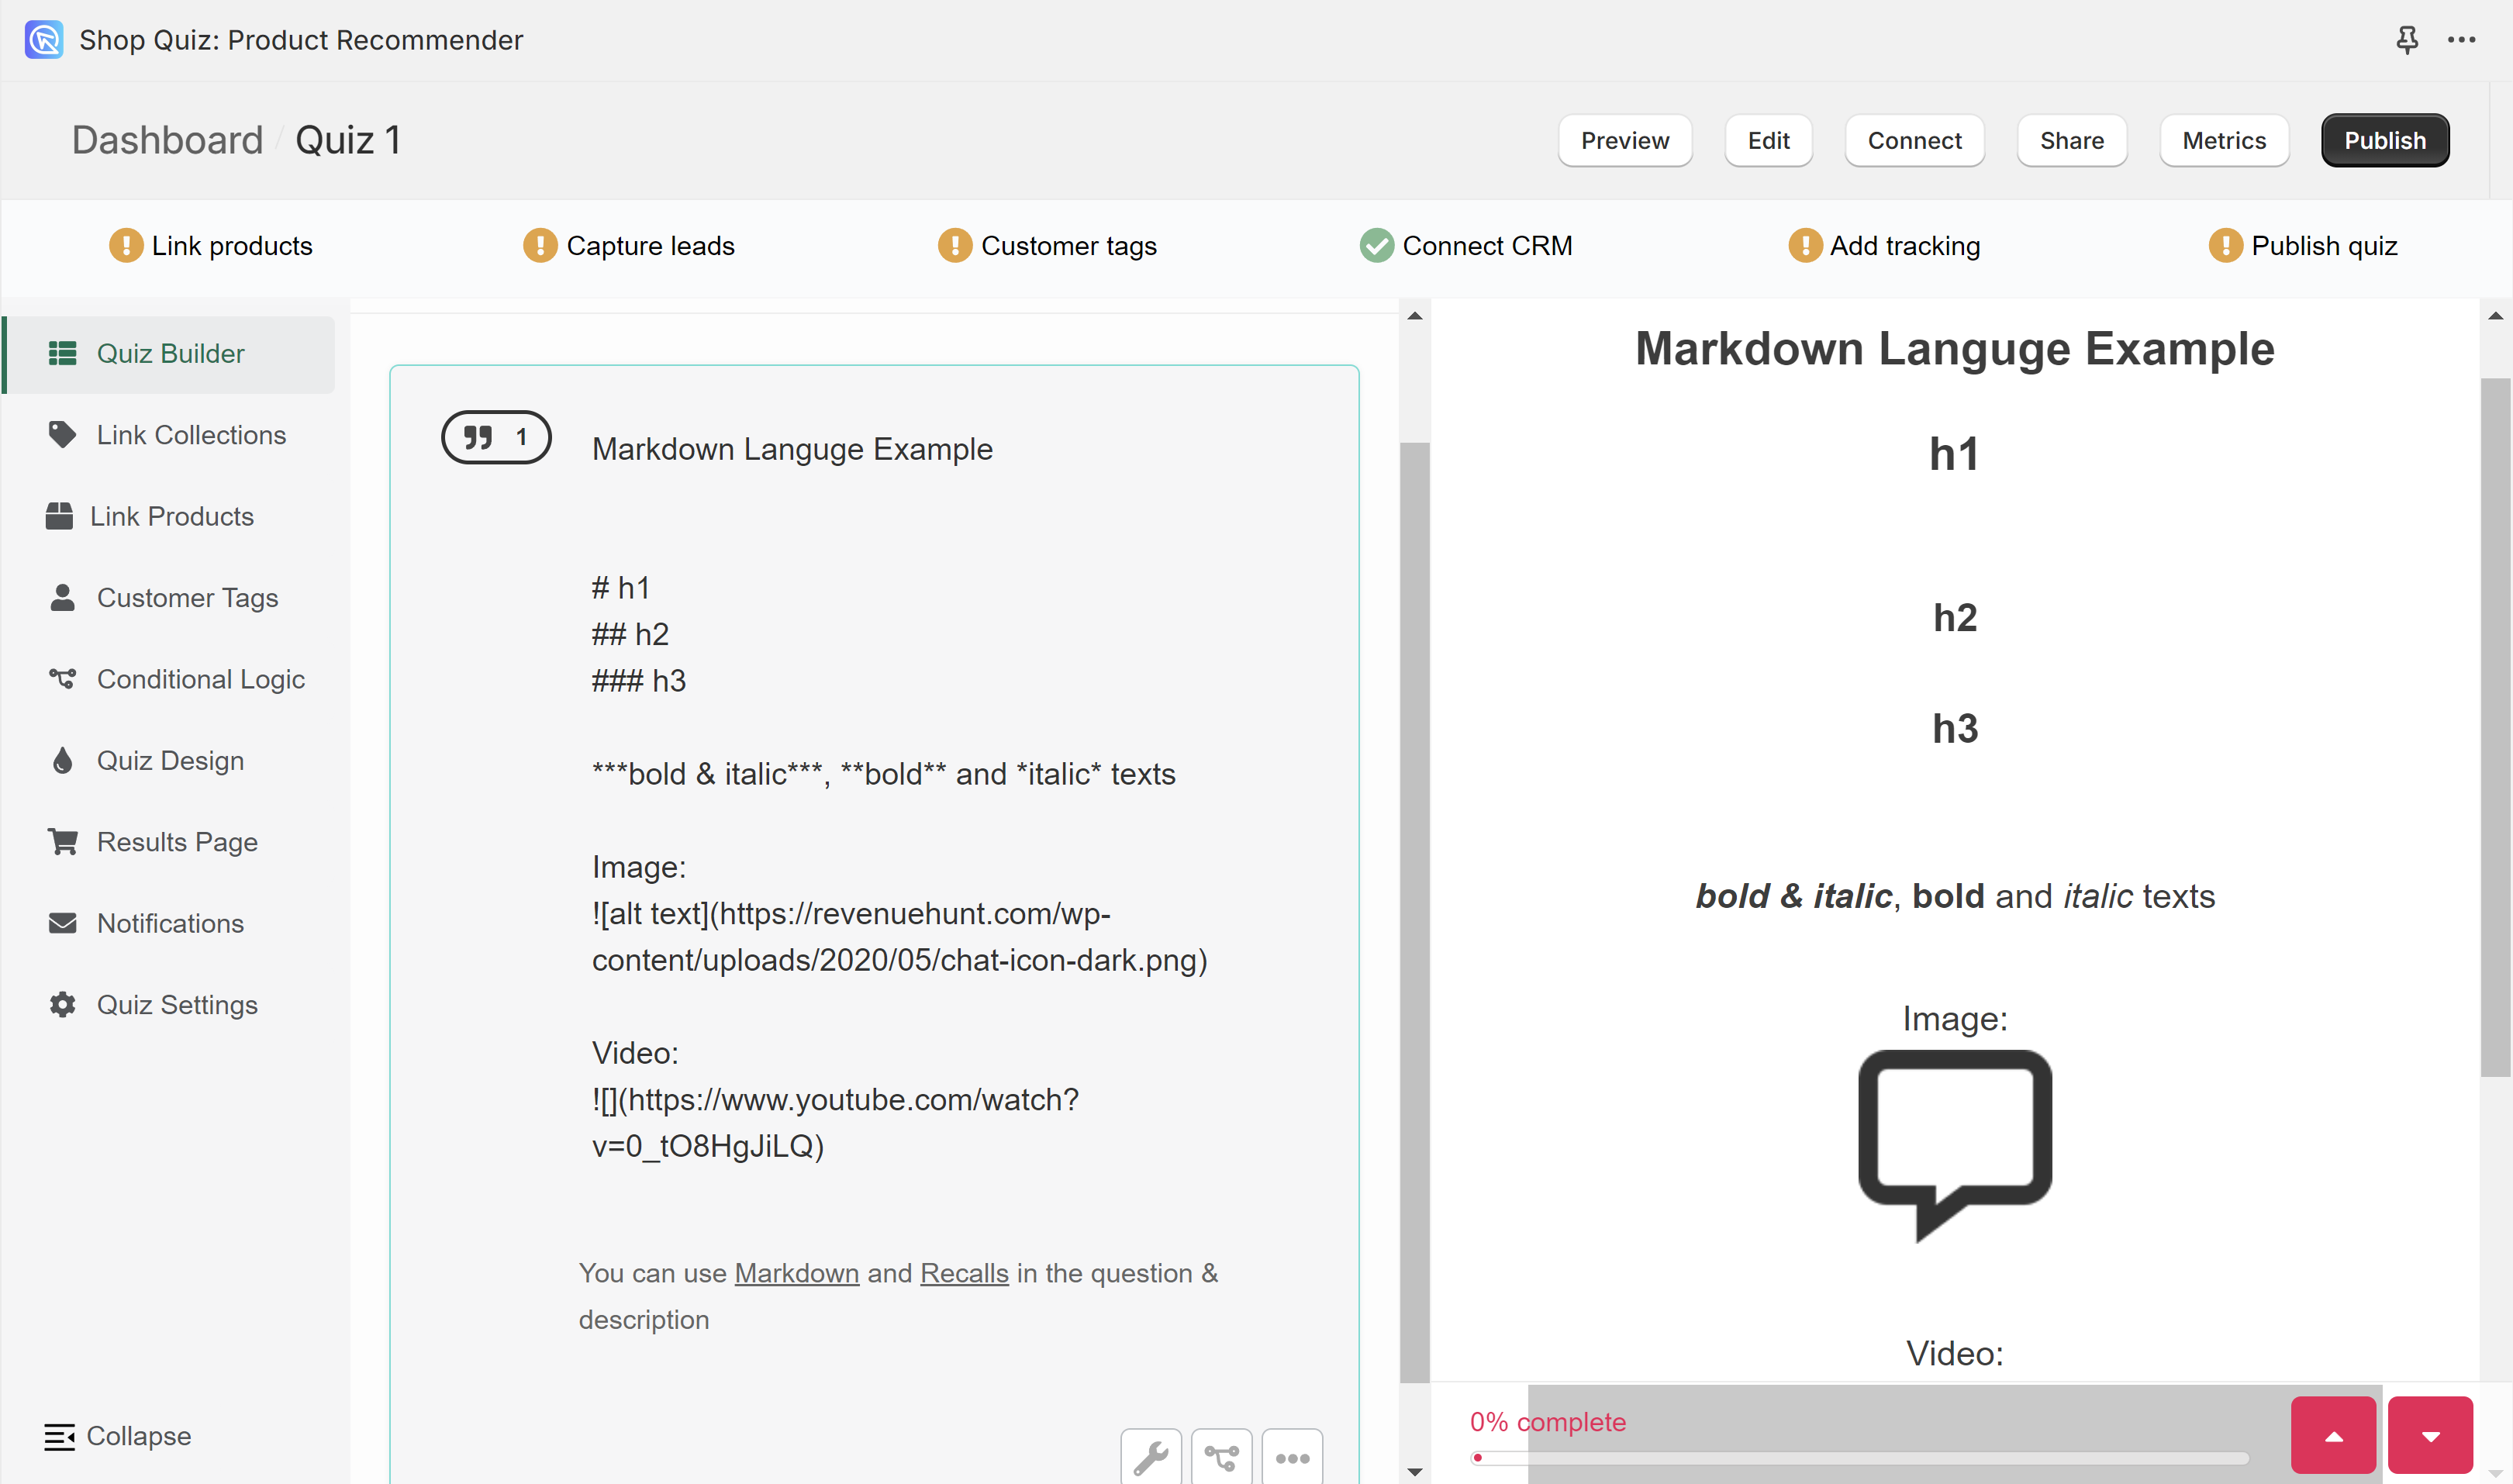 Shop Quiz: Product Recommender
Dashboard / Quiz 1
Preview
Edit
Connect
Share
Metrics
Publish
Link products
Capture leads
Customer tags
Connect CRM
Add tracking
Publish quiz
Quiz Builder
Link Collections
Link Products
Customer Tags
Conditional Logic
Quiz Design
Results Page
Notifications
Quiz Settings
Collapse
1
Markdown Languge Example
# h1
## h2
### h3
***bold & italic***, **bold** and *italic* texts
Image:
![alt text](https://revenuehunt.com/wp-
content/uploads/2020/05/chat-icon-dark.png)
Video:
![](https://www.youtube.com/watch?
v=0_tO8HgJiLQ)
You can use Markdown and Recalls in the question &
description
Markdown Languge Example
h1
h2
h3
bold & italic, bold and italic texts
Image:
Video:
0% complete